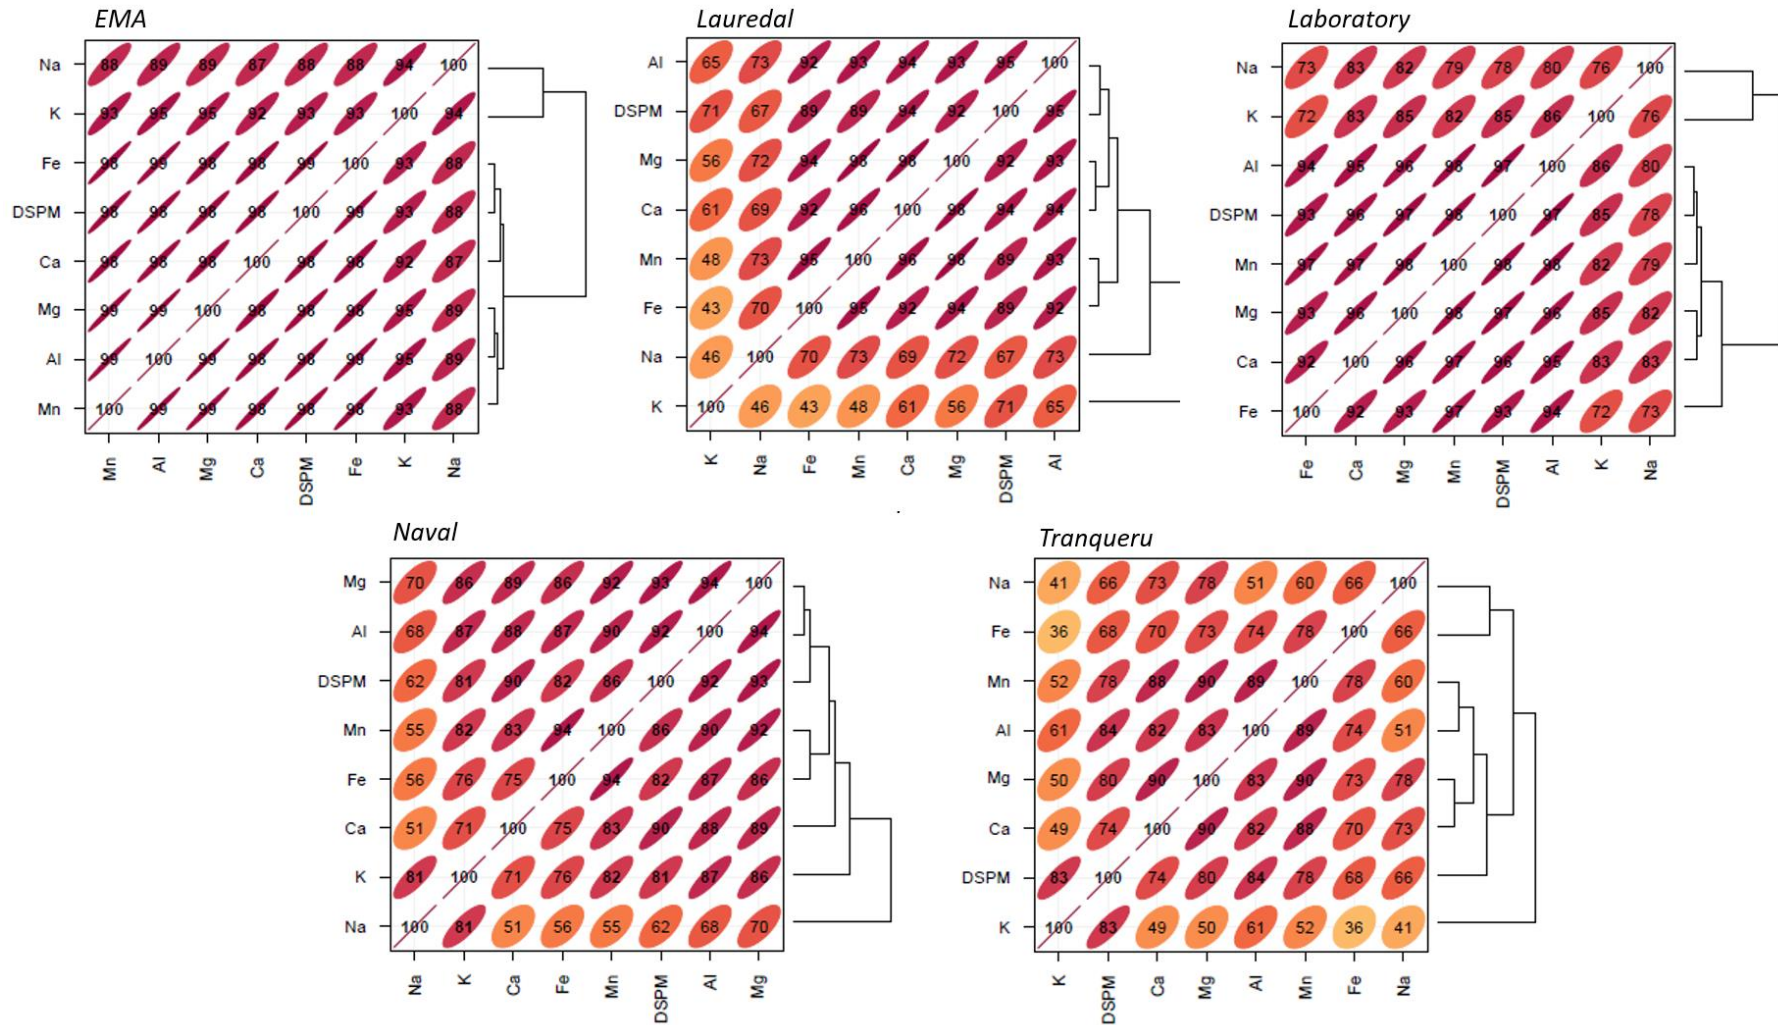 EMA
Na 88 89 89 87 88 88 94 100
K 93 95 95 92 93 93 100 94
Fe 98 99 98 98 99 100 93 88
DSPM 98 98 98 98 100 99 93 88
Ca 98 98 98 100 98 98 92 87
Mg 99 99 100 98 98 98 95 89
Al 99 100 99 98 98 99 95 89
Mn 100 99 99 98 98 98 93 88
Mn Al Mg Ca DSPM Fe K Na
Lauredal
Al 65 73 92 93 94 93 95 100
DSPM 71 67 89 89 94 92 100 95
Mg 56 72 94 98 98 100 92 93
Ca 61 69 92 96 100 98 94 94
Mn 48 73 95 100 96 98 89 93
Fe 43 70 100 95 92 94 89 92
Na 46 100 70 73 69 72 67 73
K 100 46 43 48 61 56 71 65
K Na Fe Mn Ca Mg DSPM Al
Laboratory
Na 73 83 82 79 78 80 76 100
K 72 83 85 82 85 86 100 76
Al 94 95 96 98 97 100 86 80
DSPM 93 96 97 98 100 97 85 78
Mn 97 97 98 100 98 98 82 79
Mg 93 96 100 98 97 96 85 82
Ca 92 100 96 97 96 95 83 83
Fe 100 92 93 97 93 94 72 73
Fe Ca Mg Mn DSPM Al K Na
Naval
Mg 70 86 89 86 92 93 94 100
Al 68 87 88 87 90 92 100 94
DSPM 62 81 90 82 86 100 92 93
Mn 55 82 83 94 100 86 90 92
Fe 56 76 75 100 94 82 87 86
Ca 51 71 100 75 83 90 88 89
K 81 100 71 76 82 81 87 86
Na 100 81 51 56 55 62 68 70
Na K Ca Fe Mn DSPM Al Mg
Tranqueru
Na 41 66 73 78 51 60 66 100
Fe 36 68 70 73 74 78 100 66
Mn 52 78 88 90 89 100 78 60
Al 61 84 82 83 100 89 74 51
Mg 50 80 90 100 83 90 73 78
Ca 49 74 100 90 82 88 70 73
DSPM 83 100 74 80 84 78 68 66
K 100 83 49 50 61 52 36 41
K DSPM Ca Mg Al Mn Fe Na